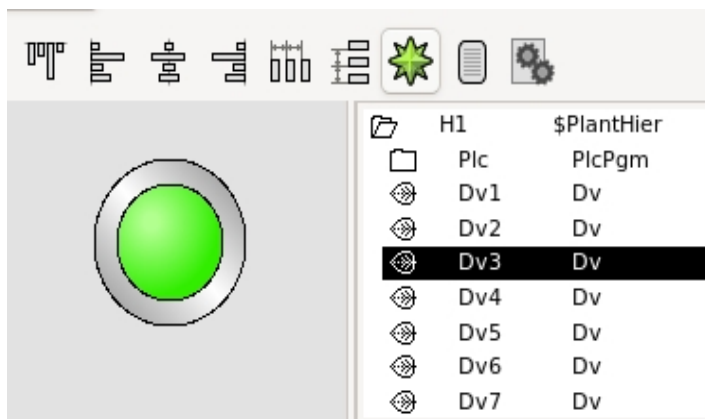 H1 $PlantHier
Plc PlcPgm
Dv1 Dv
Dv2 Dv
Dv3 Dv
Dv4 Dv
Dv5 Dv
Dv6 Dv
Dv7 Dv